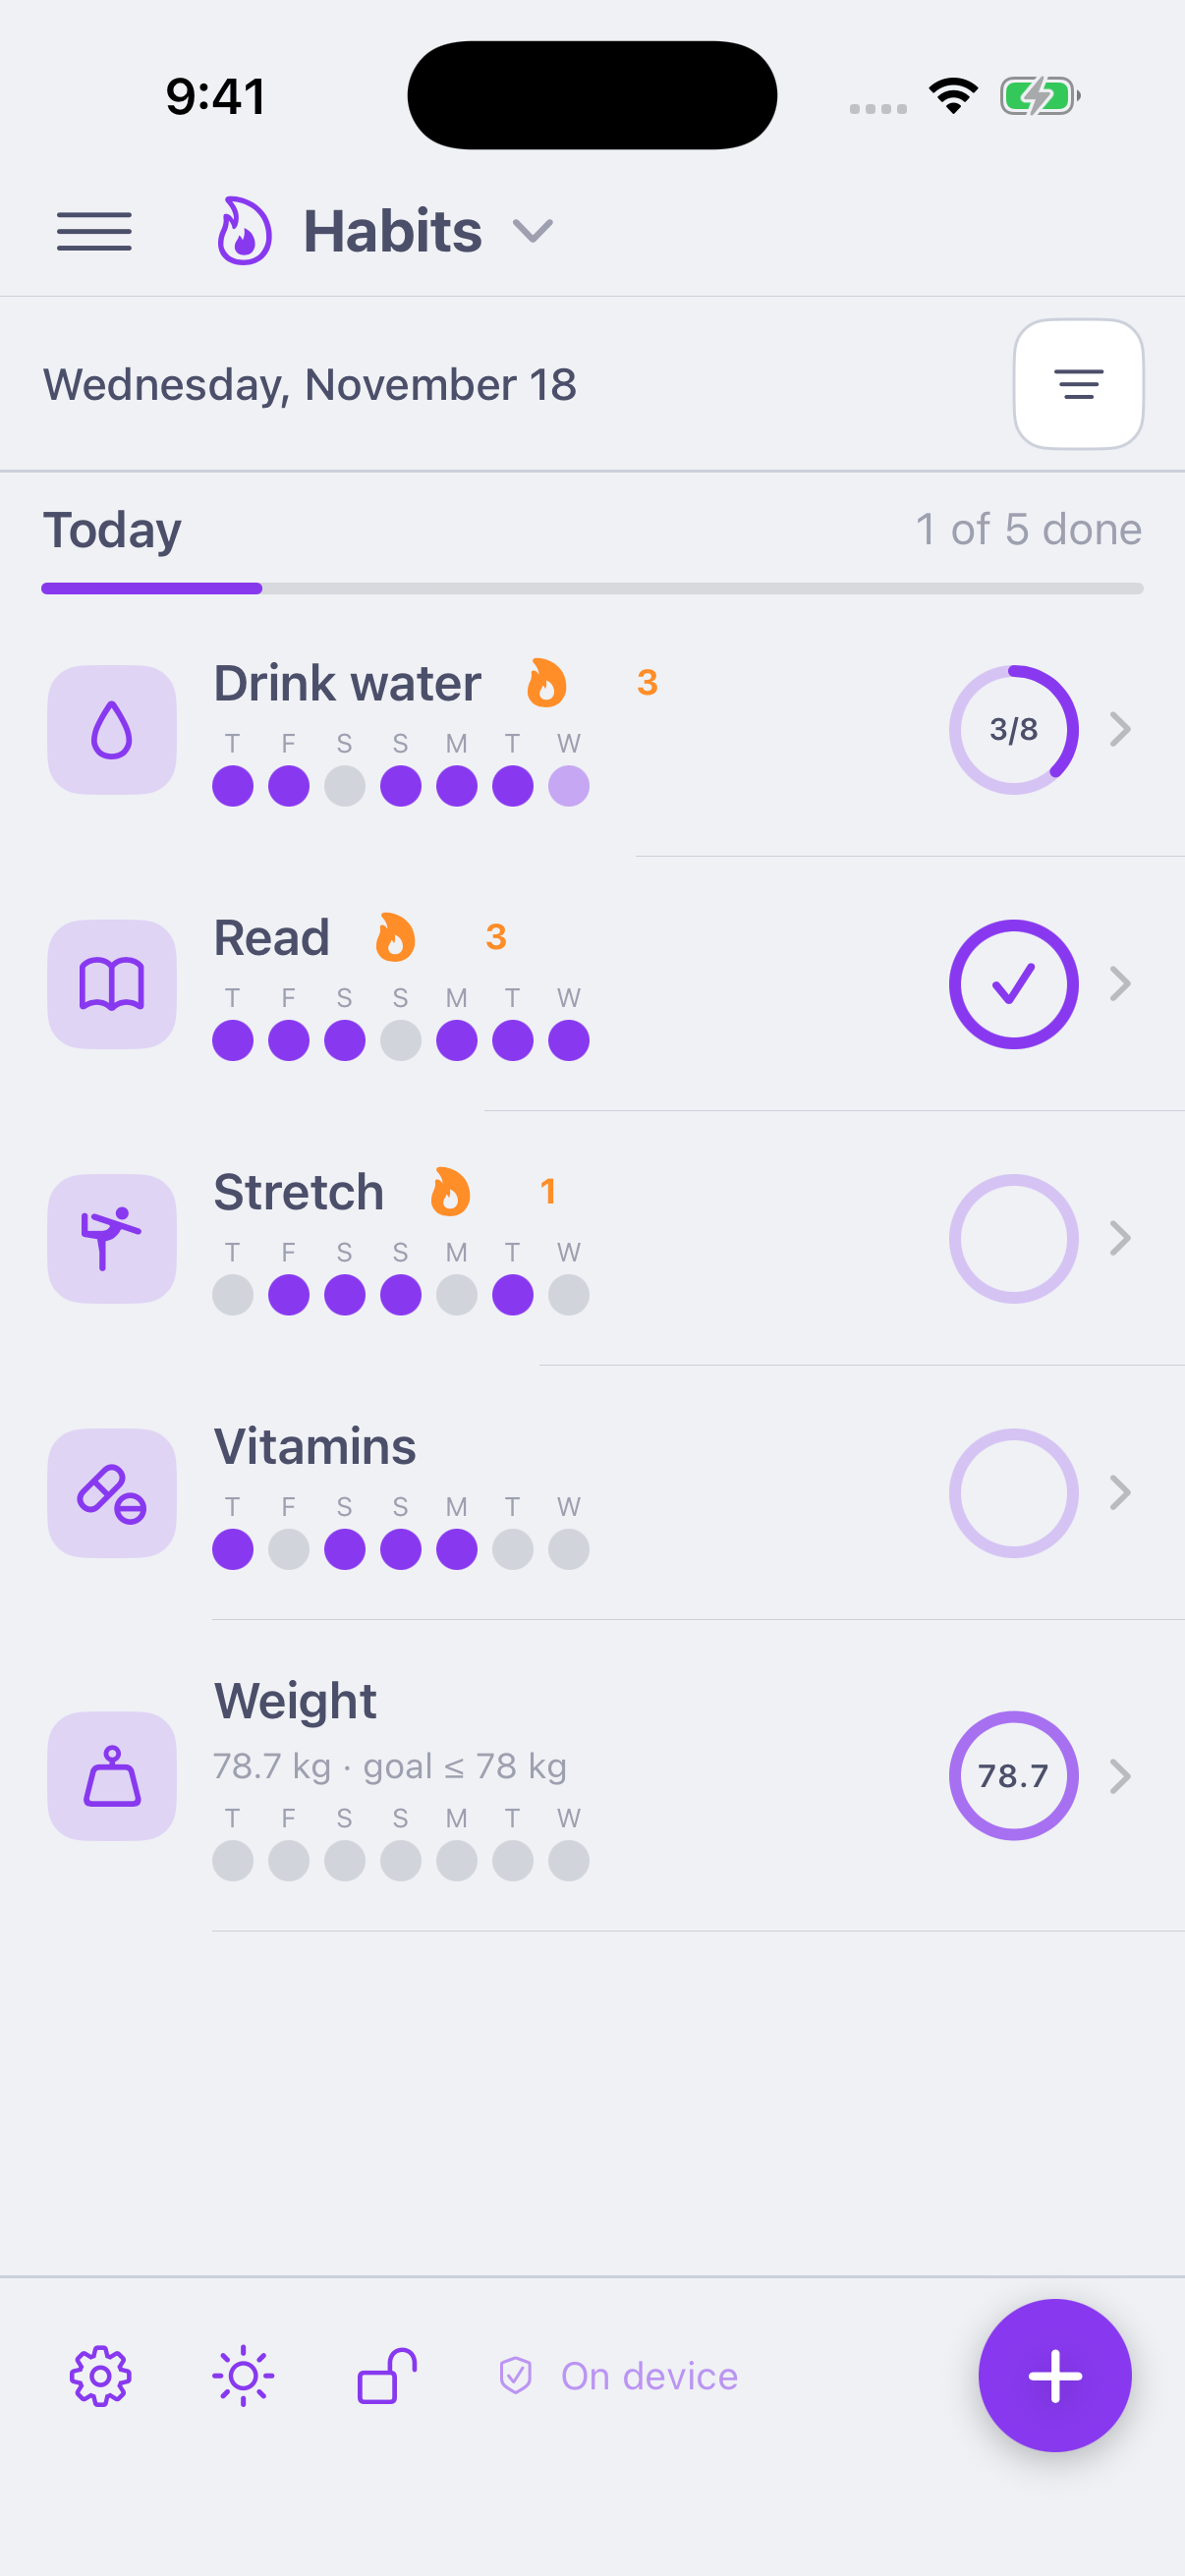 9:41
Habits
Wednesday, November 18
Today
1 of 5 done
Drink water 3
T F S S M T W
3/8
Read 3
T F S S M T W
Stretch 1
T F S S M T W
Vitamins
T F S S M T W
Weight
78.7 kg · goal ≤ 78 kg
T F S S M T W
78.7
On device